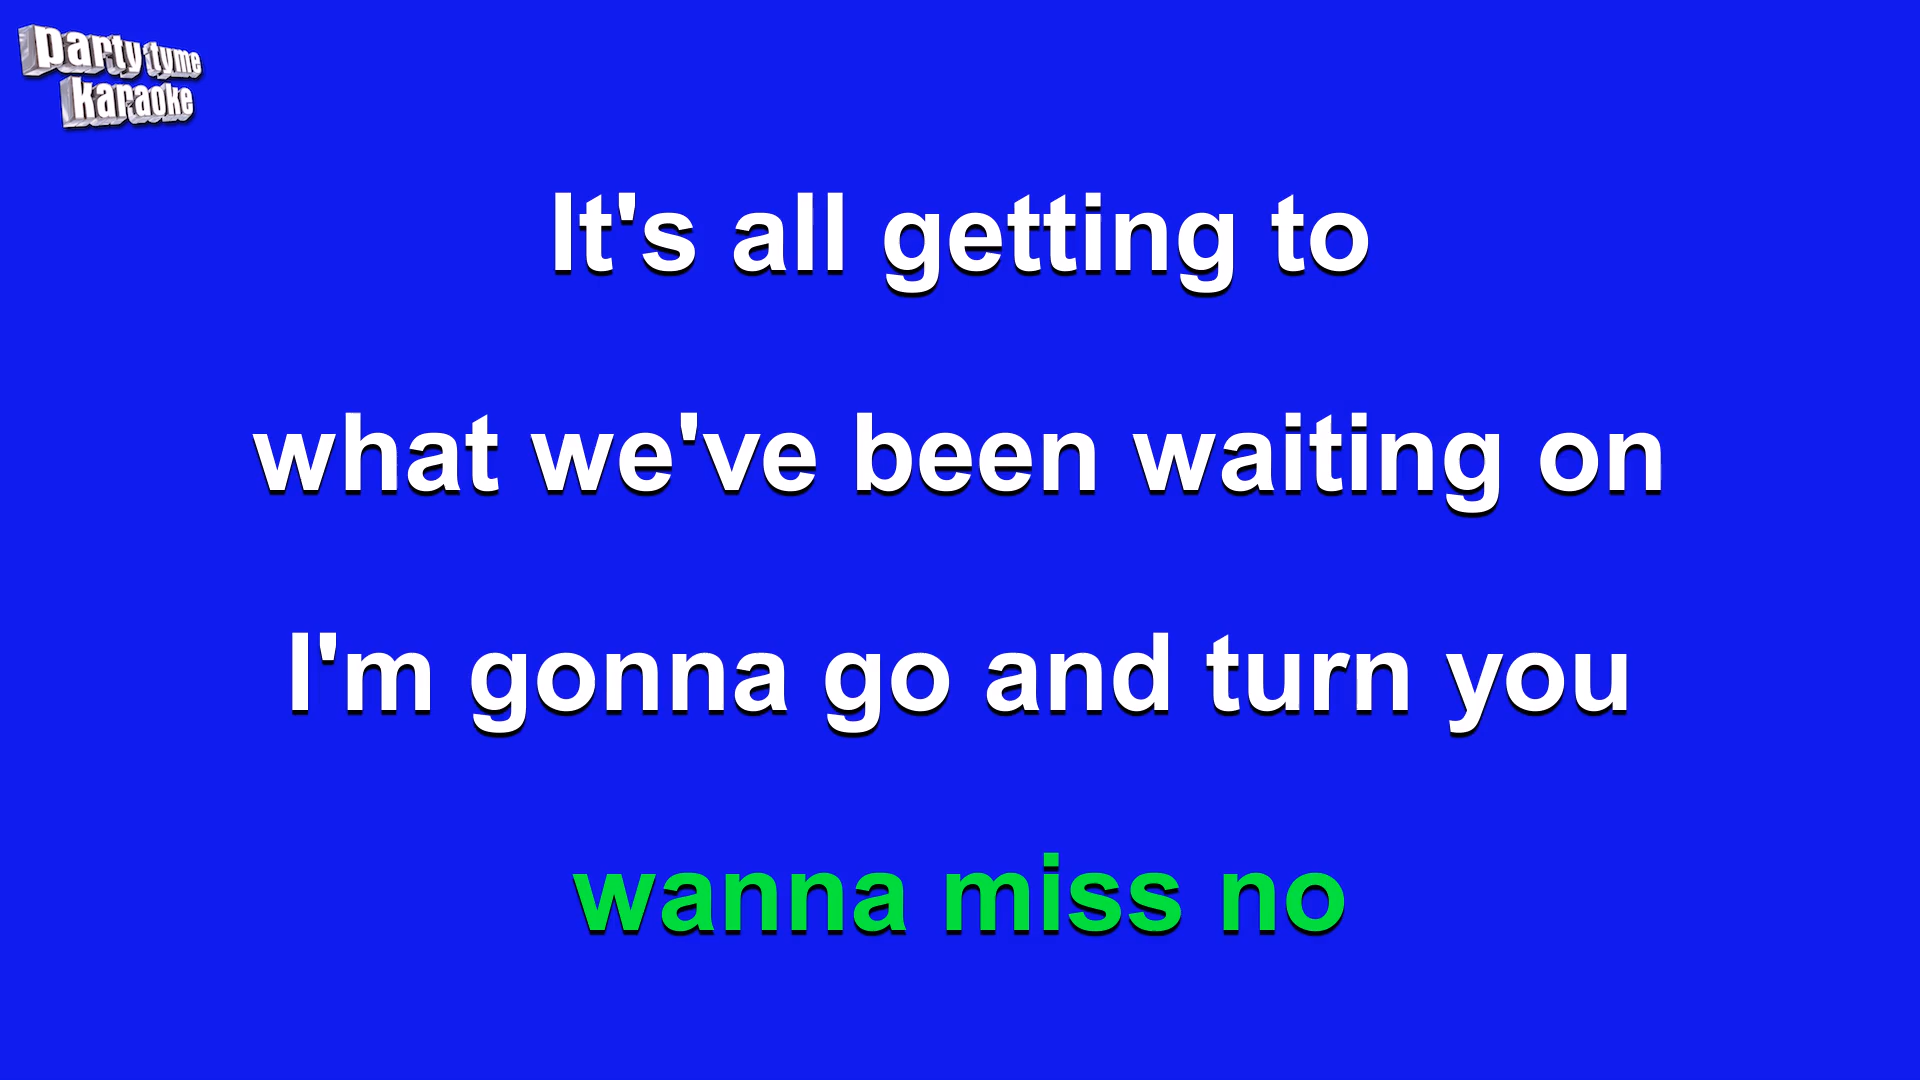 party tyme
karaoke
It's all getting to
what we've been waiting on
I'm gonna go and turn you
wanna miss no